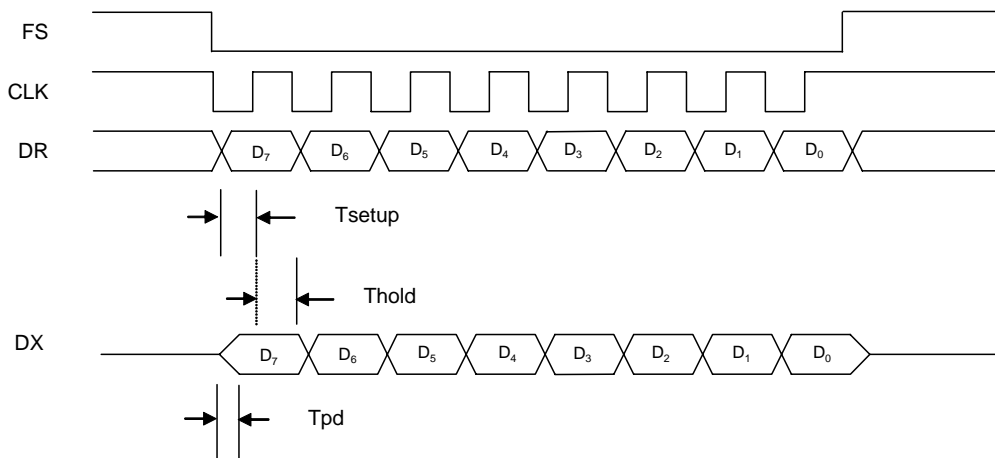 FS
CLK
DR
D7 D6 D5 D4 D3 D2 D1 D0
Tsetup
Thold
DX
D7 D6 D5 D4 D3 D2 D1 D0
Tpd